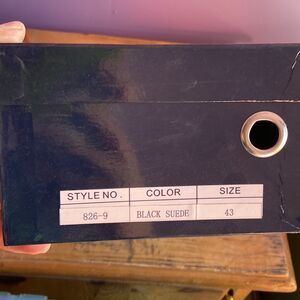 STYLE NO. COLOR SIZE
826-9 BLACK SUEDE 43